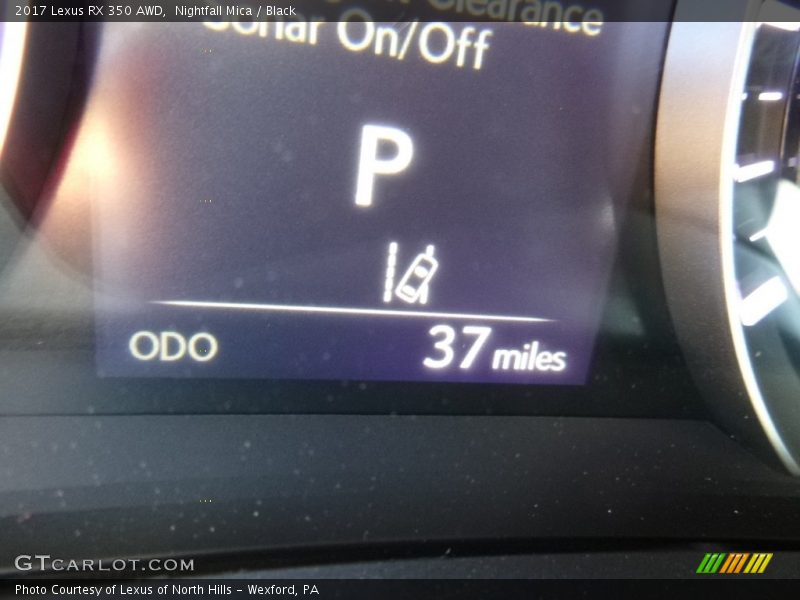 2017 Lexus RX 350 AWD, Nightfall Mica / Black
Clearance
Sonar On/Off
P
ODO 37 miles
GTCARLOT.COM
Photo Courtesy of Lexus of North Hills - Wexford, PA